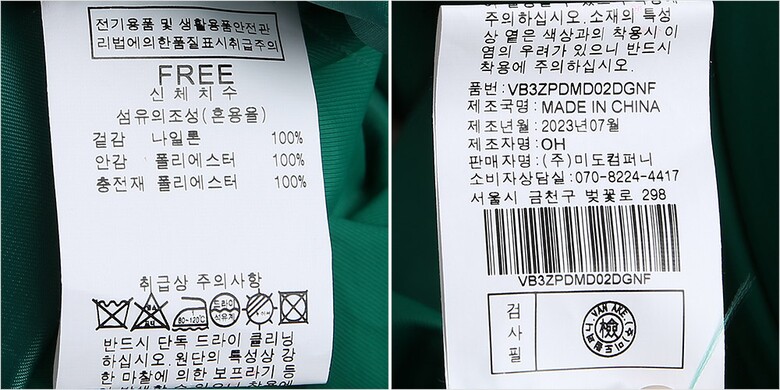 전기용품 및 생활용품안전관
리법에의한품질표시취급주의
FREE
신체치수
섬유의조성(혼용율)
겉감 나일론 100%
안감 폴리에스터 100%
충전재 폴리에스터 100%
취급상 주의사항
80~120℃
드라이
석유계
반드시 단독 드라이 클리닝
하십시오.원단의 특성상 강
한 마찰에 의한 보프라기 등
주의하십시오.소재의 특성
상 옅은 색상과의 착용시 이
염의 우려가 있으니 반드시
착용에 주의하십시오.
품번:VB3ZPDMD02DGNF
제조국명:MADE IN CHINA
제조년월:2023년07월
제조자명:OH
판매자명:(주)미도컴퍼니
소비자상담실:070-8224-4417
서울시 금천구 벚꽃로 298
VB3ZPDMD02DGNF
검사필
檢